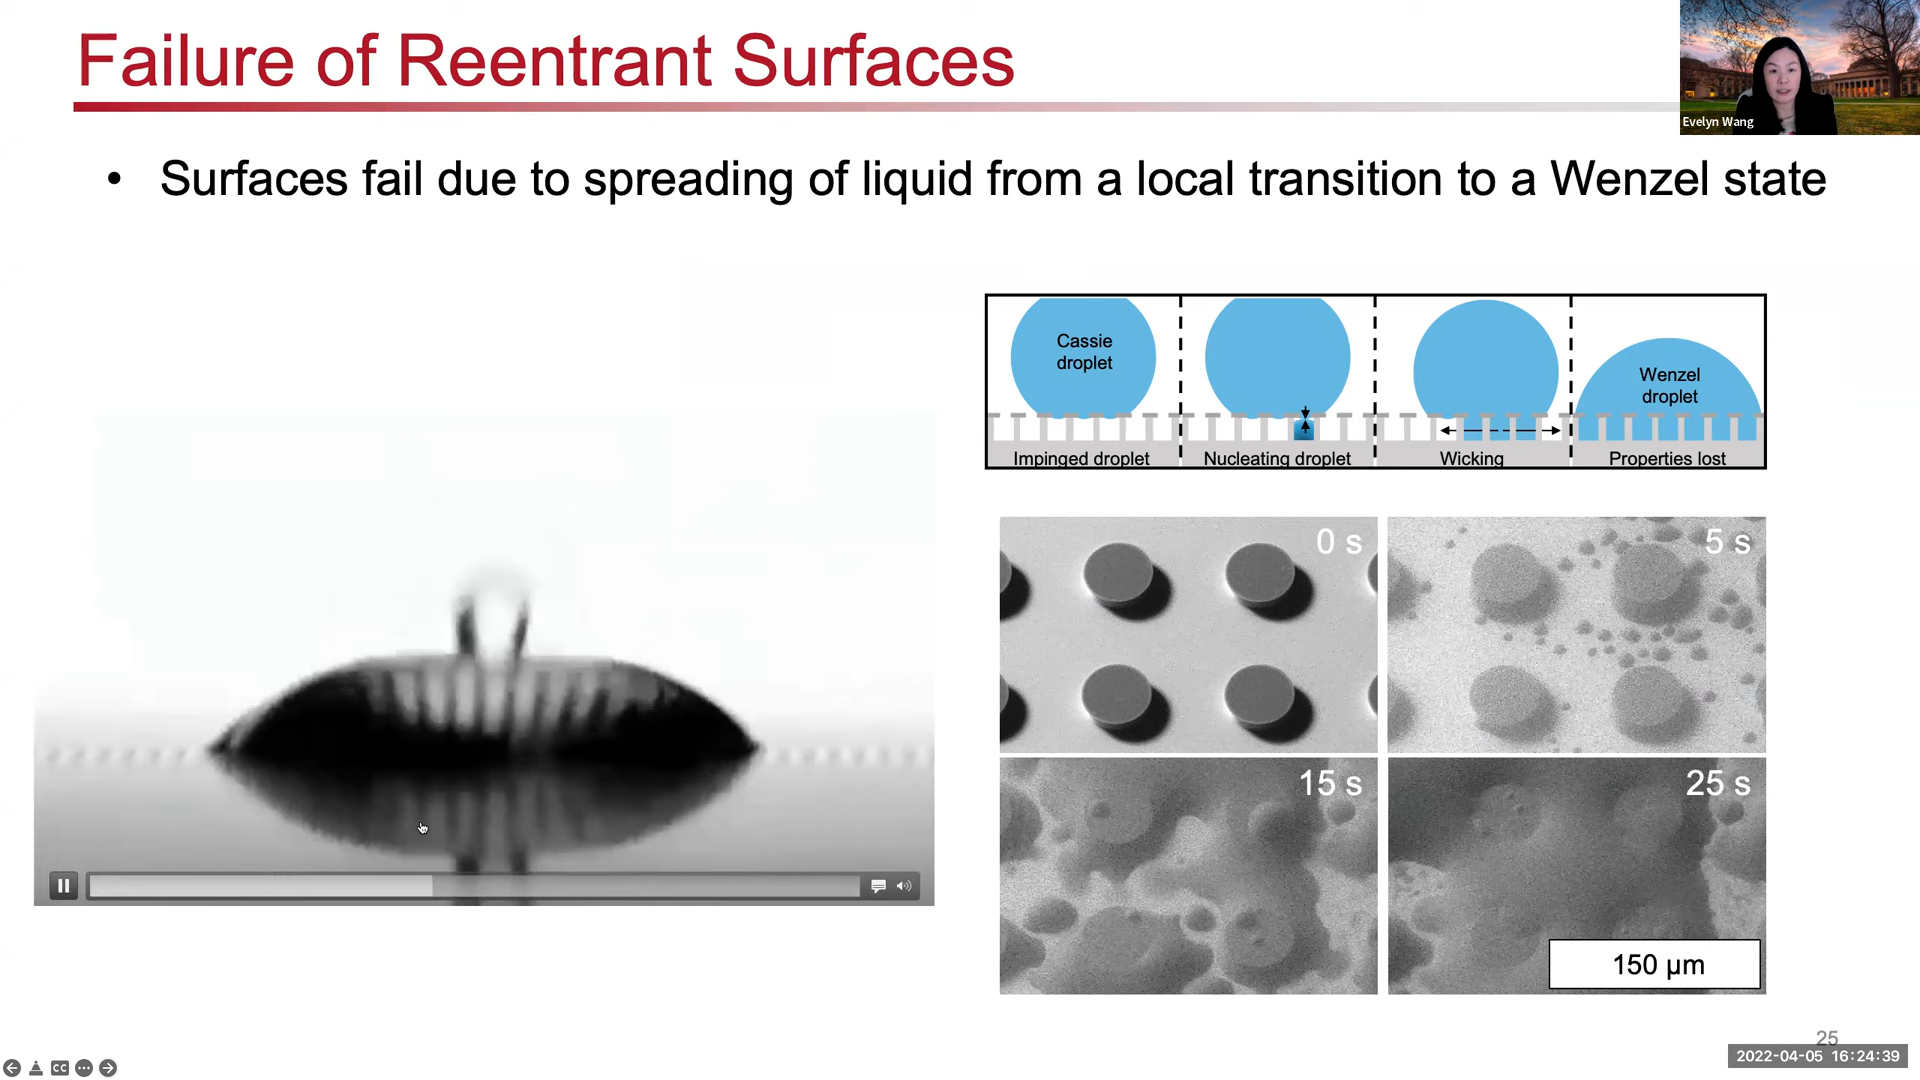 Failure of Reentrant Surfaces
Evelyn Wang
• Surfaces fail due to spreading of liquid from a local transition to a Wenzel state
Cassie
droplet
Wenzel
droplet
Impinged droplet
Nucleating droplet
Wicking
Properties lost
0 s
5 s
15 s
25 s
150 µm
25
2022-04-05 16:24:39
CC